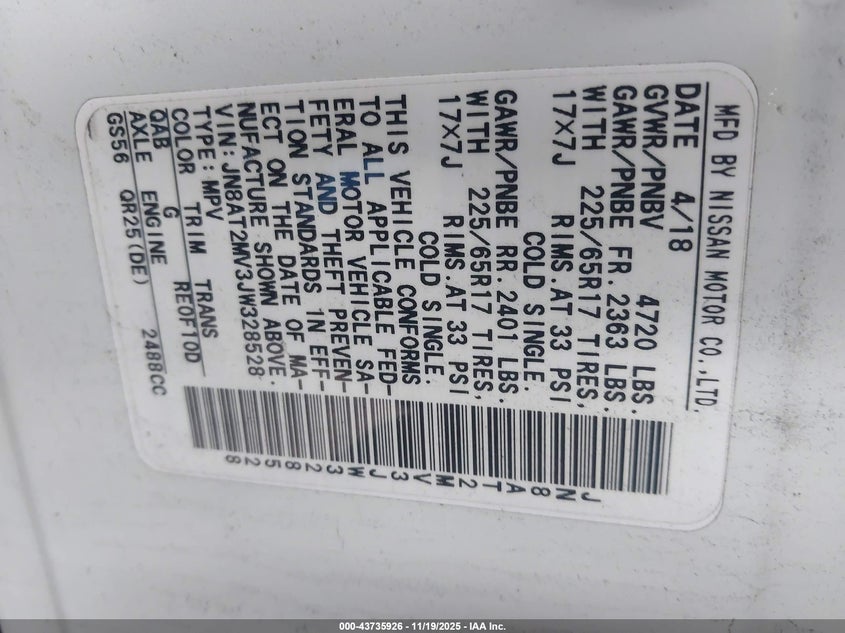 MFD BY NISSAN MOTOR CO.,LTD.
DATE 4/18
GVWR/PNBV 4720 LBS.
GAWR/PNBE FR. 2363 LBS.
WITH 225/65R17 TIRES,
17X7J RIMS.AT 33 PSI
COLD SINGLE.
GAWR/PNBE RR. 2401 LBS.
WITH 225/65R17 TIRES,
17X7J RIMS.AT 33 PSI
COLD SINGLE.
THIS VEHICLE CONFORMS
TO ALL APPLICABLE FED-
ERAL MOTOR VEHICLE SA-
FETY AND THEFT PREVEN-
TION STANDARDS IN EFF-
ECT ON THE DATE OF MA-
NUFACTURE SHOWN ABOVE.
VIN: JN8AT2MV3JW328528
TYPE: MPV
COLOR TRIM TRANS
QAB G REOFTOD
AXLE ENGINE
GS56 QR25(DE) 2488CC
JN8AT2MV3JW328528
000-43735926 - 11/19/2025 - IAA Inc.